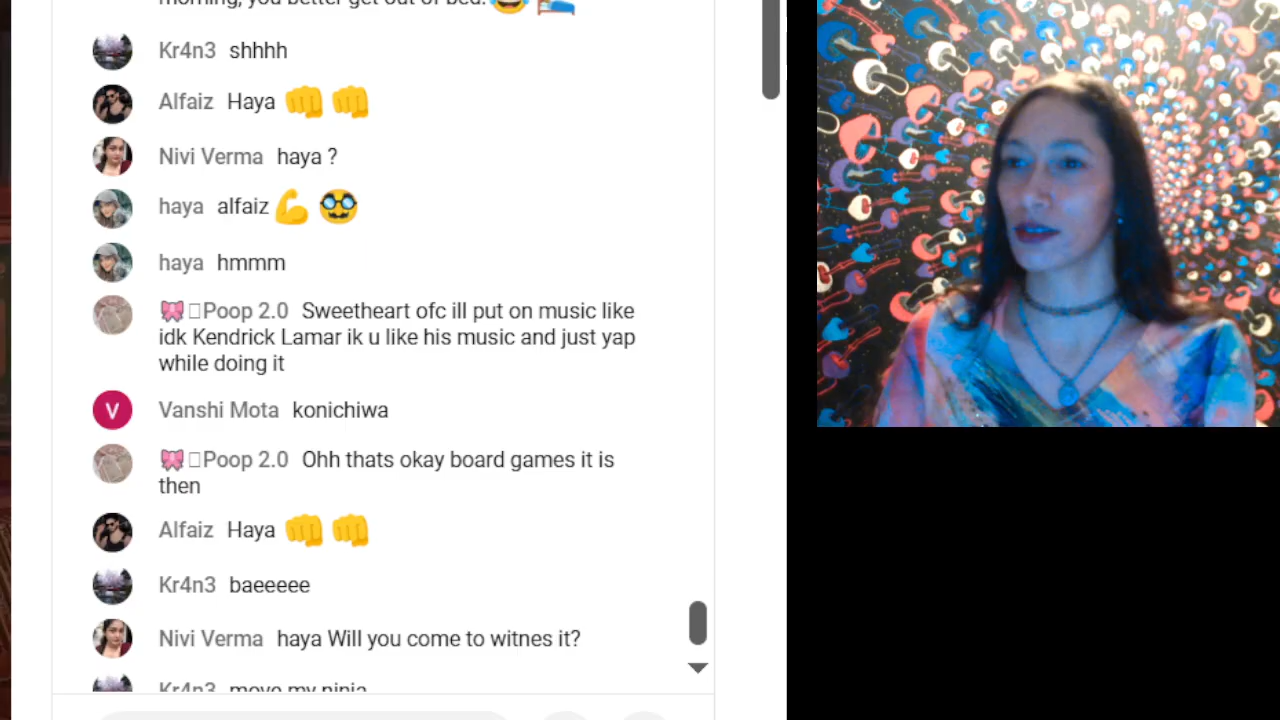 morning, you better get out of bed. 😂 🛌
Kr4n3 shhhh
Alfaiz Haya 👊 👊
Nivi Verma haya ?
haya alfaiz 💪 🥸
haya hmmm
🎀 Poop 2.0 Sweetheart ofc ill put on music like
idk Kendrick Lamar ik u like his music and just yap
while doing it
V Vanshi Mota konichiwa
🎀 Poop 2.0 Ohh thats okay board games it is
then
Alfaiz Haya 👊 👊
Kr4n3 baeeeee
Nivi Verma haya Will you come to witnes it?
Kr4n3 move my ninja